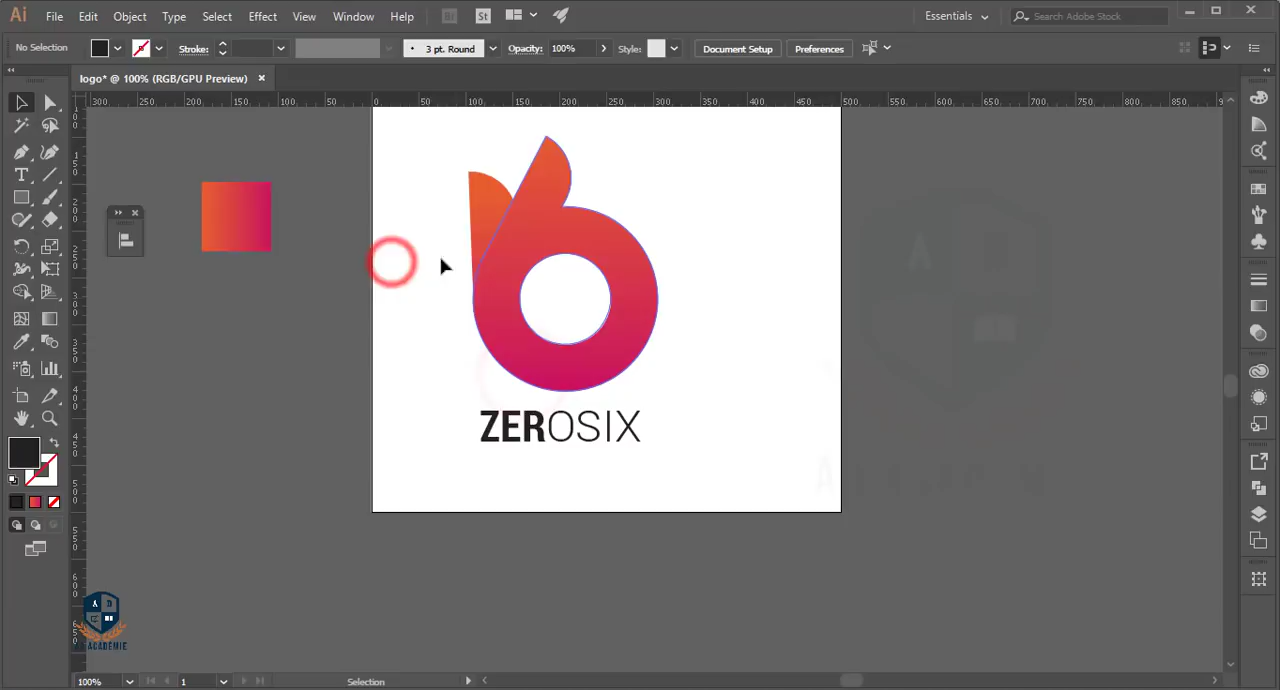 Ai File Edit Object Type Select Effect View Window Help Br St Essentials Search Adobe Stock
No Selection Stroke: 3 pt. Round Opacity: 100% Style: Document Setup Preferences
logo* @ 100% (RGB/GPU Preview)
300 250 200 150 100 50 0 50 100 150 200 250 300 350 400 450 500 550 600 650 700 750 800 850
ZEROSIX
100% 1 Selection